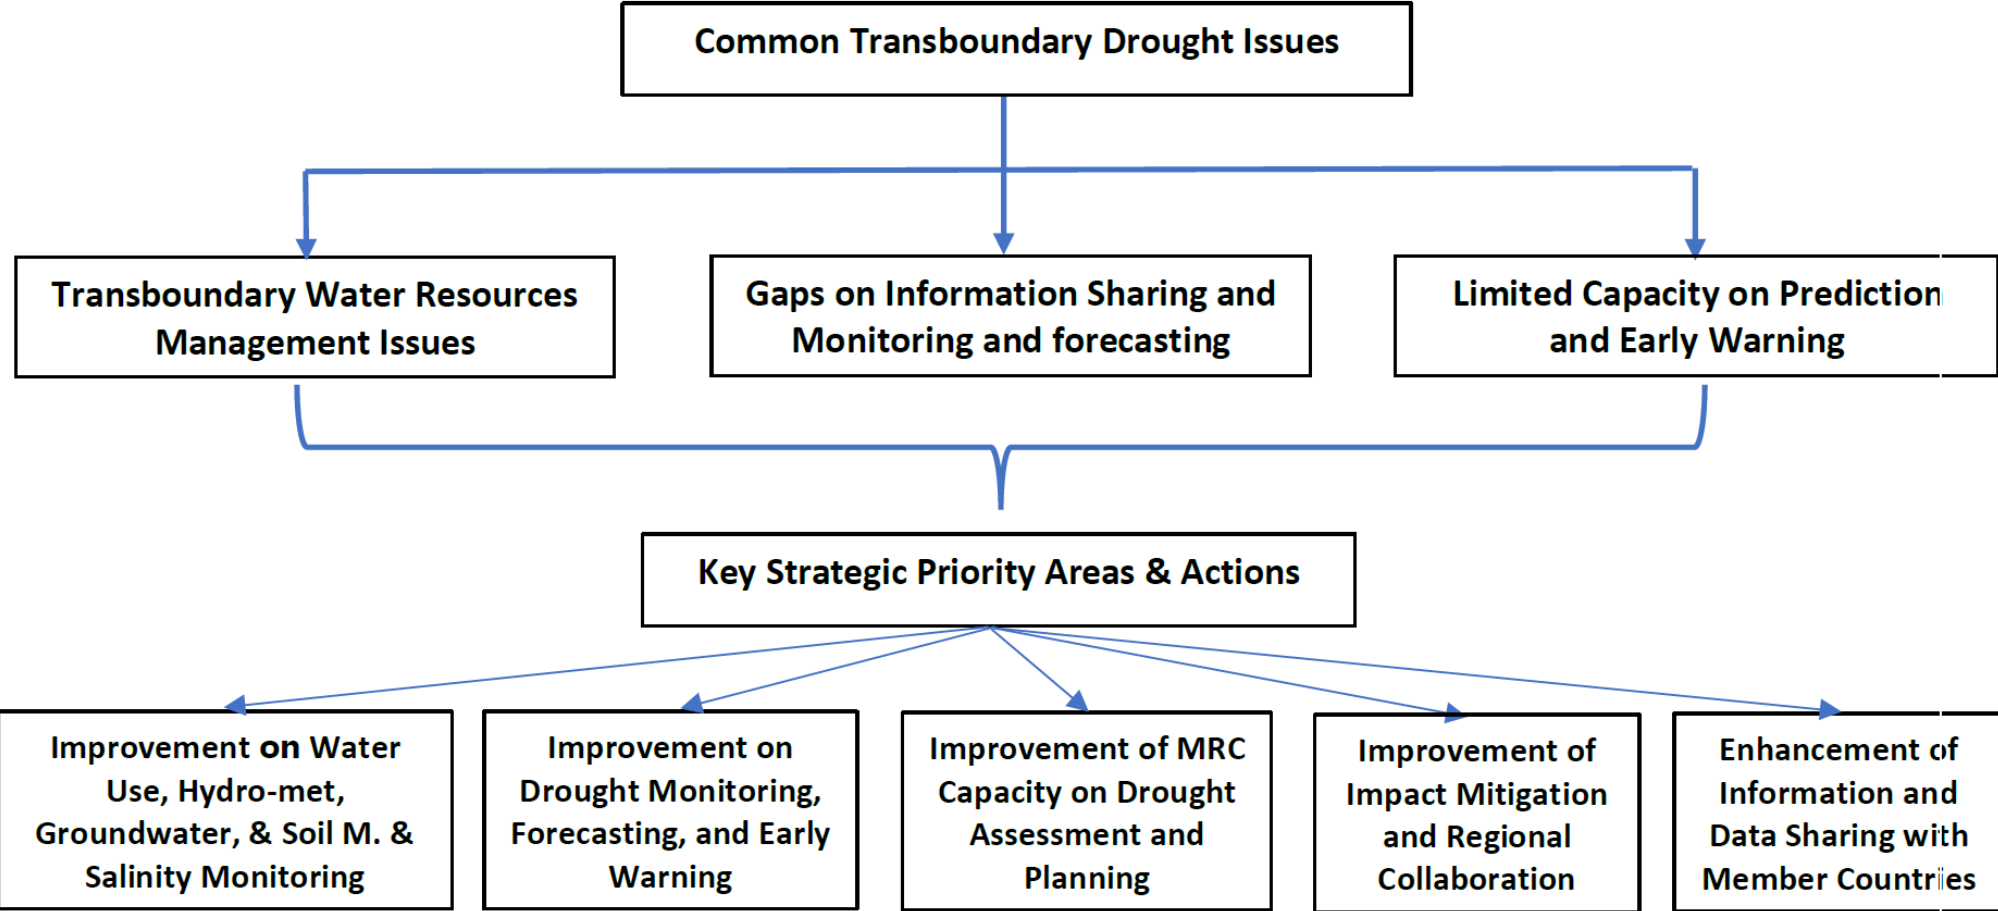 Common Transboundary Drought Issues
Transboundary Water Resources
Management Issues
Gaps on Information Sharing and
Monitoring and forecasting
Limited Capacity on Prediction
and Early Warning
Key Strategic Priority Areas & Actions
Improvement on Water
Use, Hydro-met,
Groundwater, & Soil M. &
Salinity Monitoring
Improvement on
Drought Monitoring,
Forecasting, and Early
Warning
Improvement of MRC
Capacity on Drought
Assessment and
Planning
Improvement of
Impact Mitigation
and Regional
Collaboration
Enhancement of
Information and
Data Sharing with
Member Countries